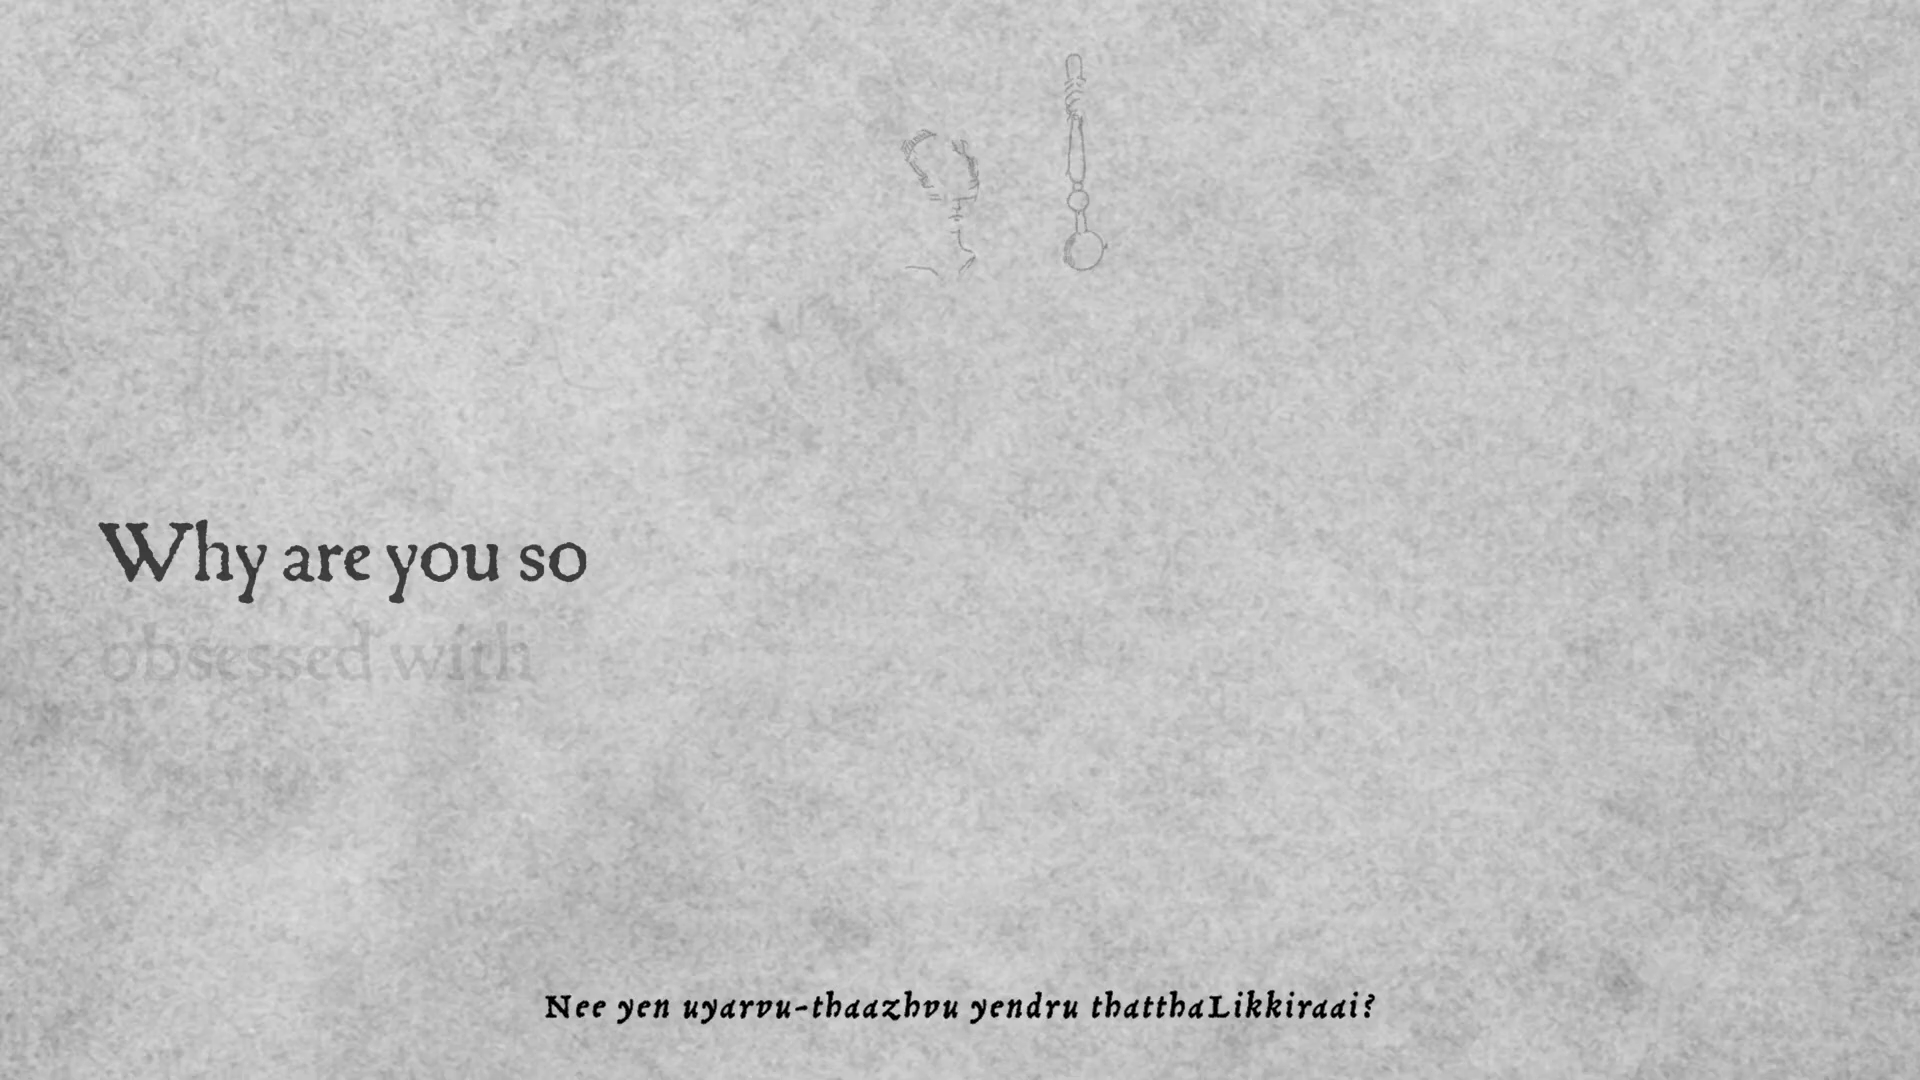 Why are you so
obsessed with
Nee yen uyarvu-thaazhvu yendru thatthaLikkiraai?